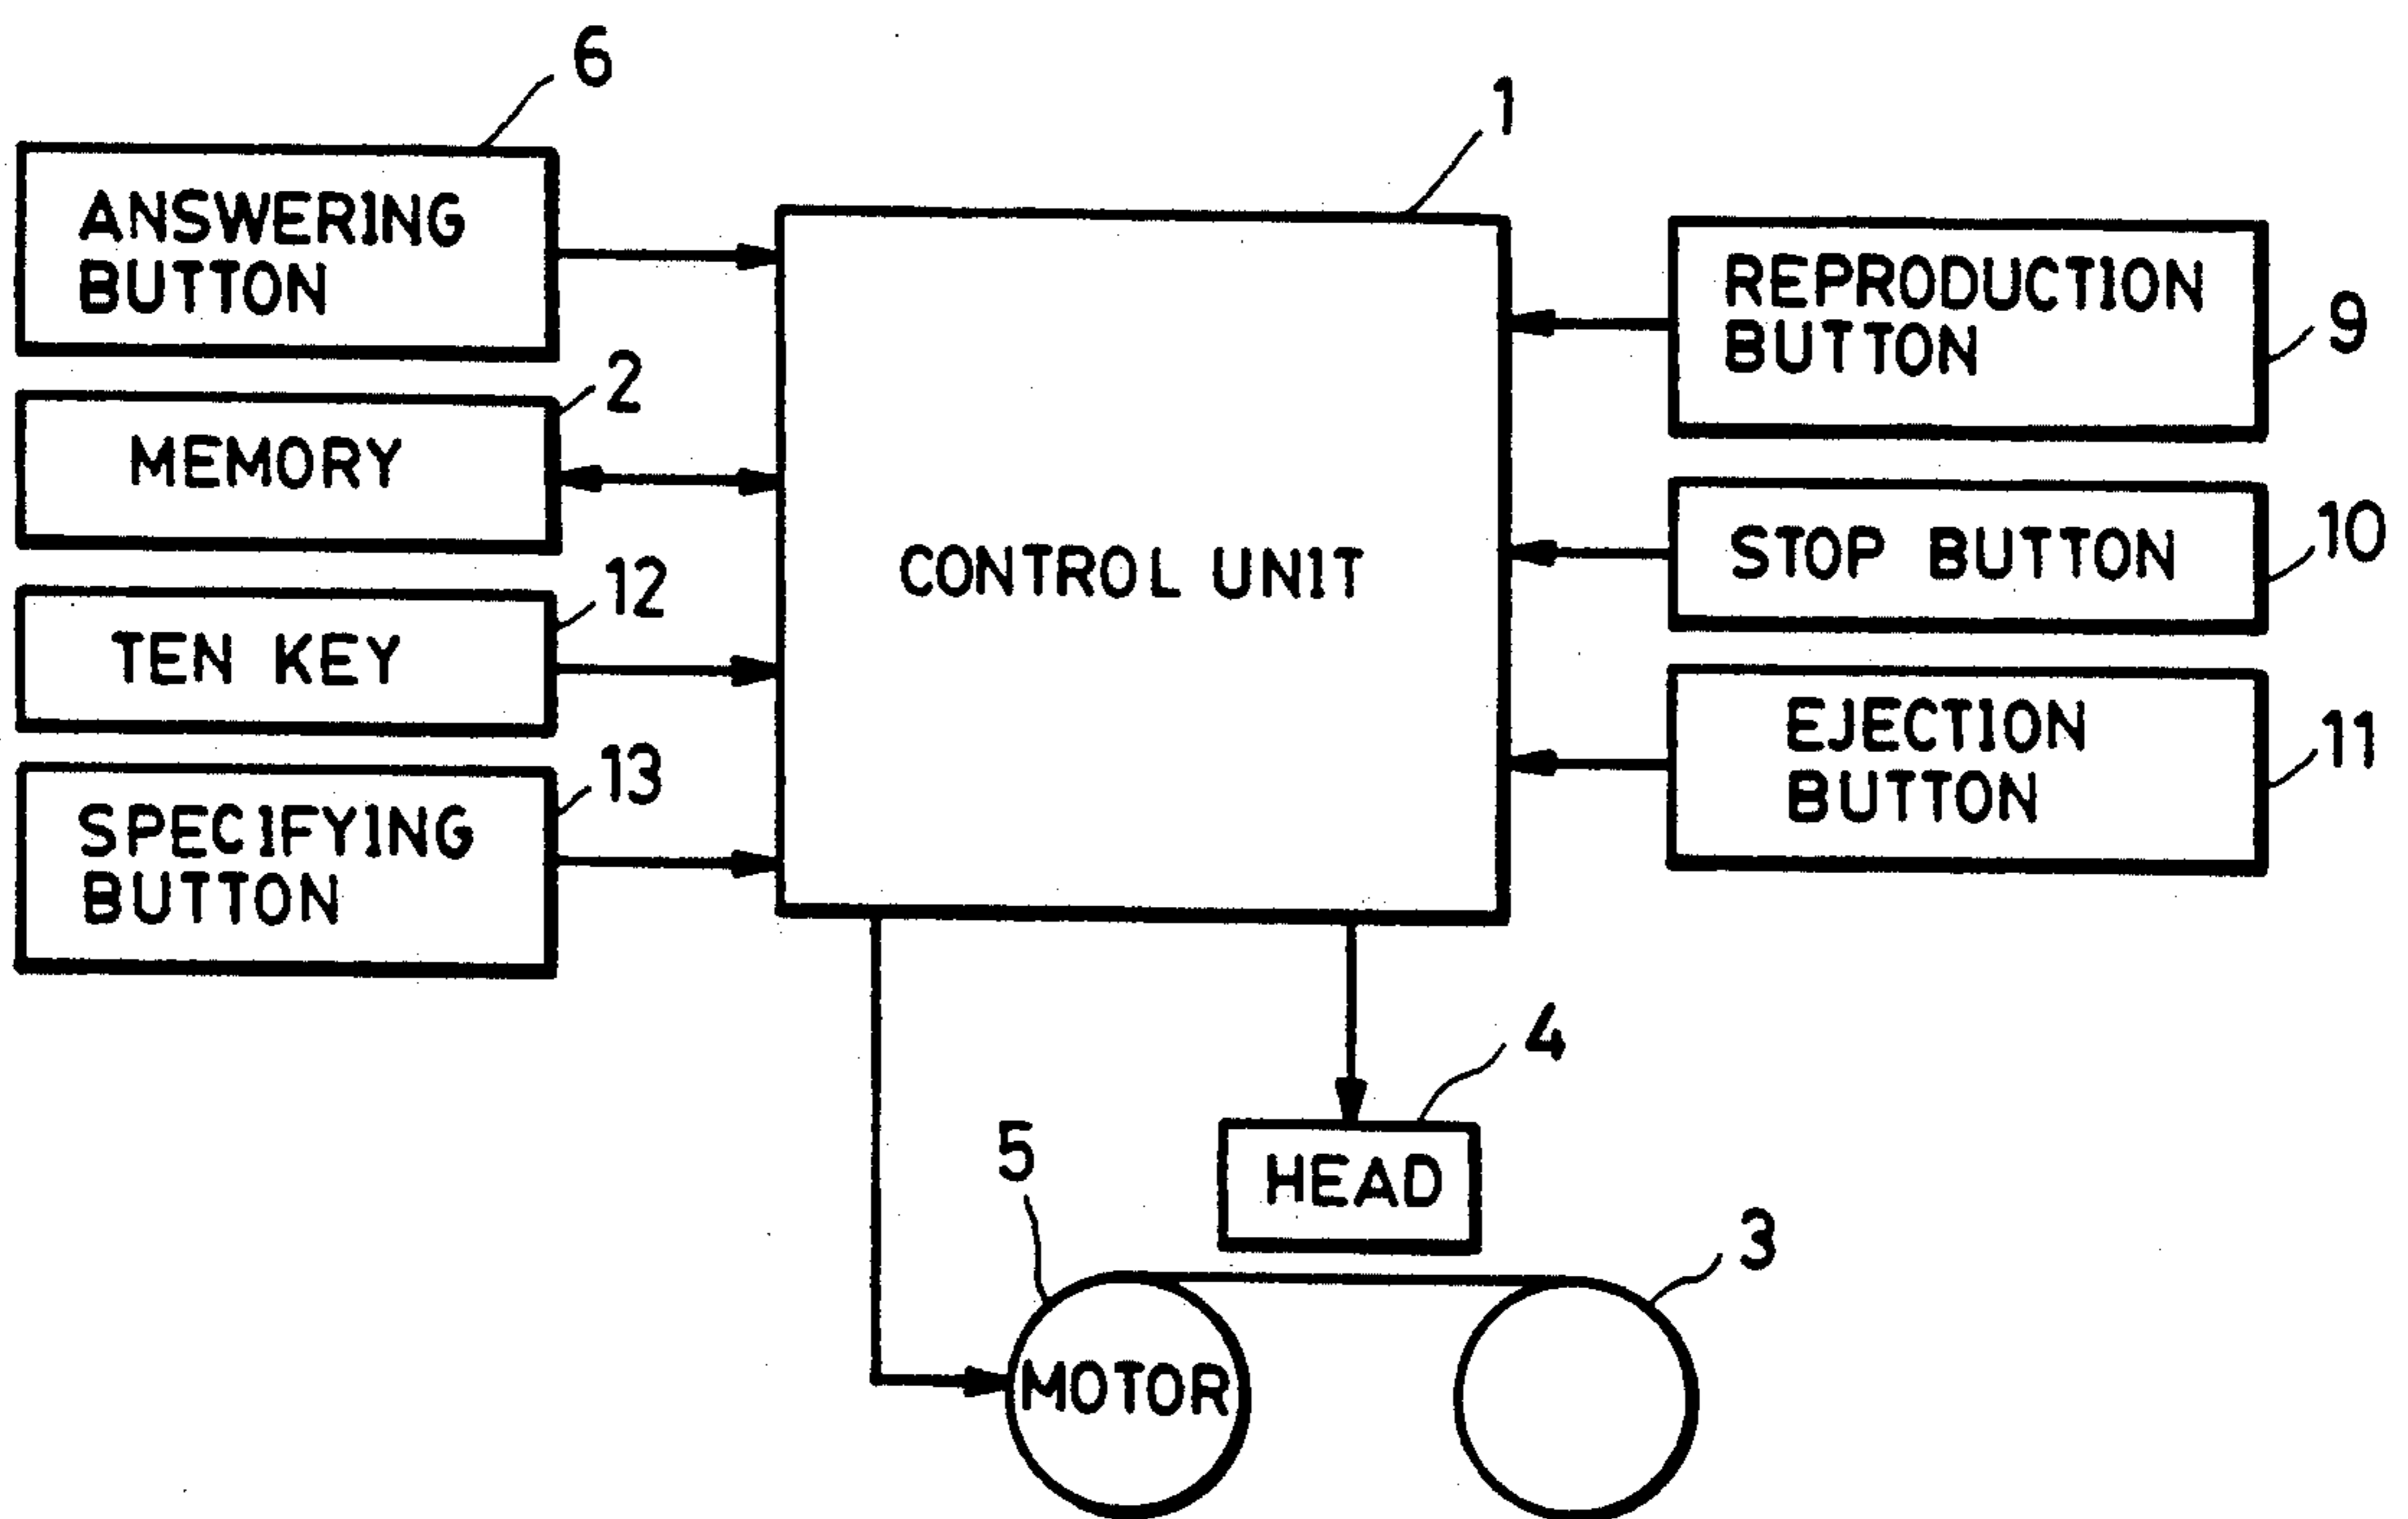 6
1
ANSWERING
BUTTON
REPRODUCTION
BUTTON
9
2
MEMORY
CONTROL UNIT
STOP BUTTON
10
12
TEN KEY
EJECTION
BUTTON
11
13
SPECIFYING
BUTTON
4
5
HEAD
3
MOTOR